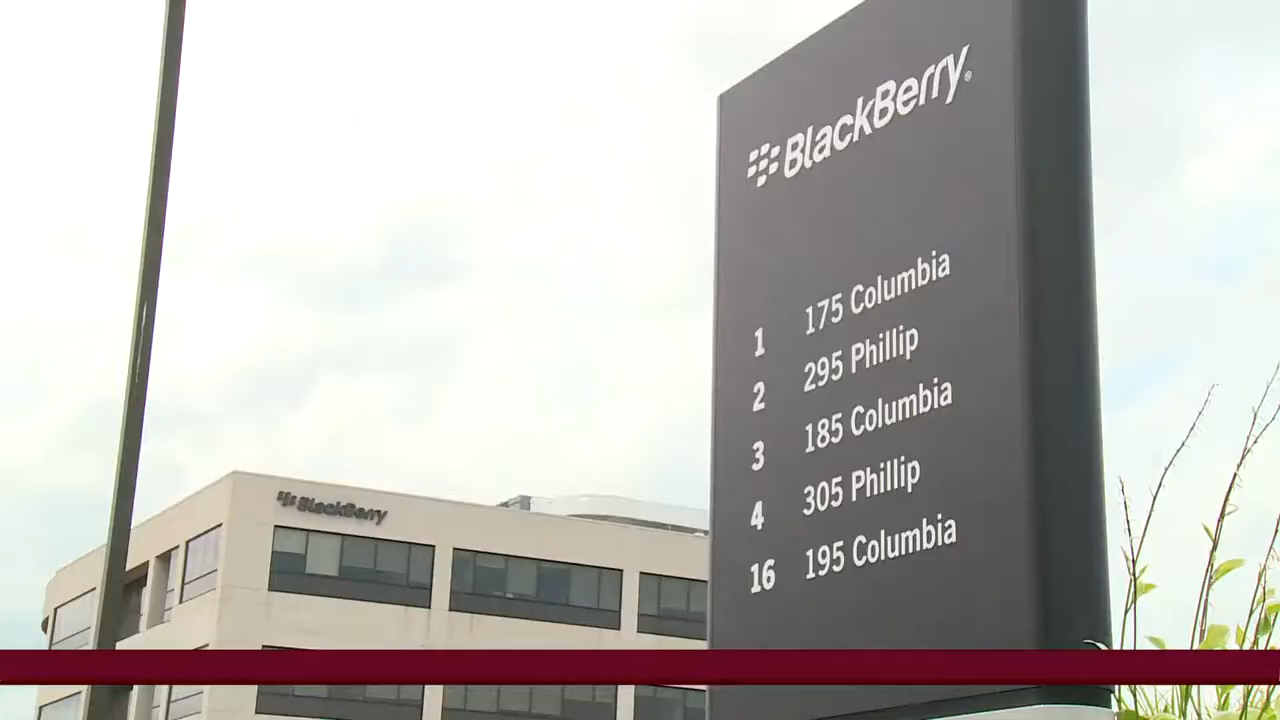 BlackBerry®
1 175 Columbia
2 295 Phillip
3 185 Columbia
4 305 Phillip
16 195 Columbia
BlackBerry